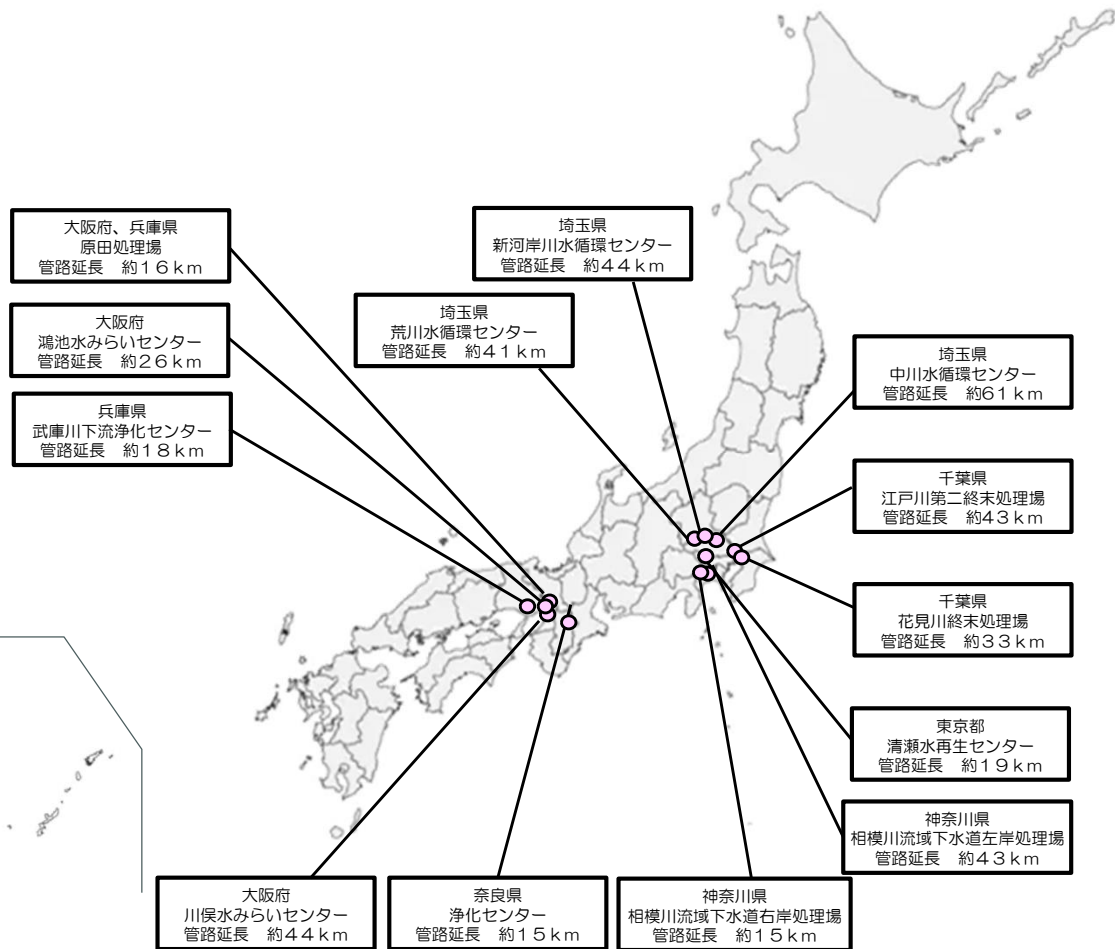 大阪府、兵庫県
原田処理場
管路延長　約１６ｋｍ
大阪府
鴻池水みらいセンター
管路延長　約２６ｋｍ
兵庫県
武庫川下流浄化センター
管路延長　約１８ｋｍ
埼玉県
新河岸川水循環センター
管路延長　約44ｋｍ
埼玉県
荒川水循環センター
管路延長　約４１ｋｍ
埼玉県
中川水循環センター
管路延長　約61ｋｍ
千葉県
江戸川第二終末処理場
管路延長　約４３ｋｍ
千葉県
花見川終末処理場
管路延長　約３３ｋｍ
東京都
清瀬水再生センター
管路延長　約１９ｋｍ
神奈川県
相模川流域下水道左岸処理場
管路延長　約４３ｋｍ
大阪府
川俣水みらいセンター
管路延長　約４４ｋｍ
奈良県
浄化センター
管路延長　約１５ｋｍ
神奈川県
相模川流域下水道右岸処理場
管路延長　約１５ｋｍ